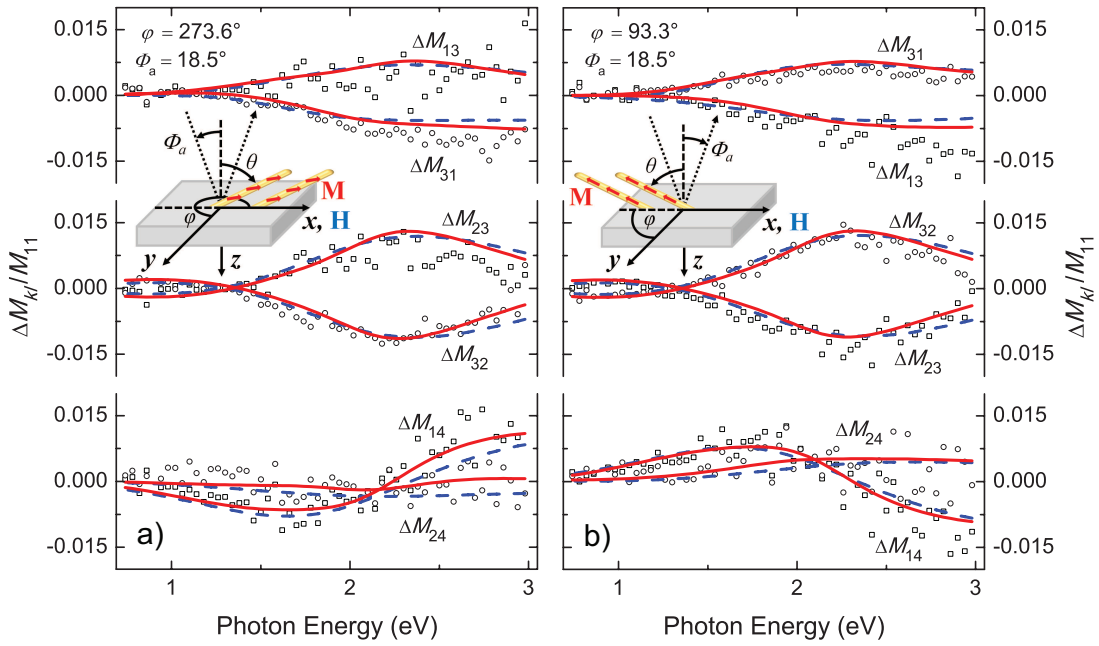 φ = 273.6°
Φa = 18.5°
ΔM13
ΔM31
Φa
θ
M
φ
x, H
y
z
ΔM23
ΔM32
ΔM14
ΔM24
a)
0.015
0.000
-0.015
0.015
0.000
-0.015
0.015
0.000
-0.015
ΔMkl/M11
1
2
3
Photon Energy (eV)
φ = 93.3°
Φa = 18.5°
ΔM31
ΔM13
Φa
θ
M
φ
x, H
y
z
ΔM32
ΔM23
ΔM24
ΔM14
b)
0.015
0.000
-0.015
0.015
0.000
-0.015
0.015
0.000
-0.015
ΔMkl/M11
1
2
3
Photon Energy (eV)